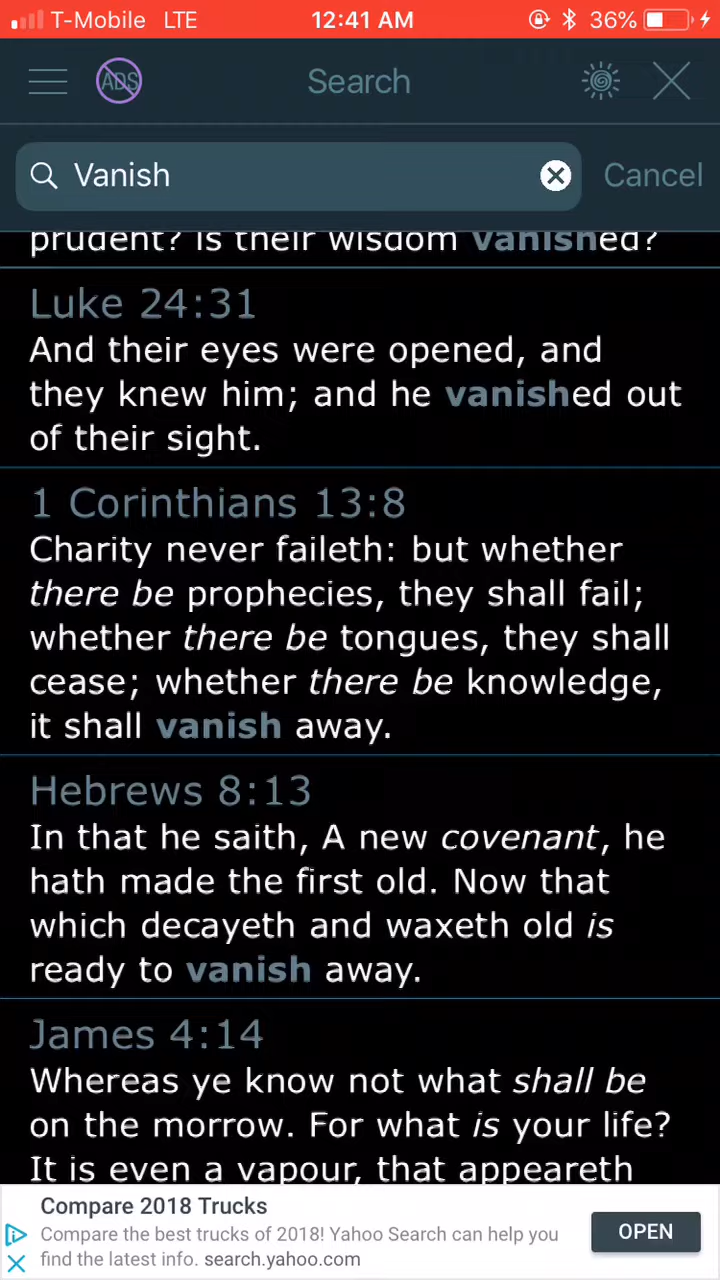 T-Mobile LTE 12:41 AM 36%
ADS Search
Vanish Cancel
prudent? is their wisdom vanished?
Luke 24:31
And their eyes were opened, and
they knew him; and he vanished out
of their sight.
1 Corinthians 13:8
Charity never faileth: but whether
there be prophecies, they shall fail;
whether there be tongues, they shall
cease; whether there be knowledge,
it shall vanish away.
Hebrews 8:13
In that he saith, A new covenant, he
hath made the first old. Now that
which decayeth and waxeth old is
ready to vanish away.
James 4:14
Whereas ye know not what shall be
on the morrow. For what is your life?
It is even a vapour, that appeareth
Compare 2018 Trucks
Compare the best trucks of 2018! Yahoo Search can help you
find the latest info. search.yahoo.com
OPEN